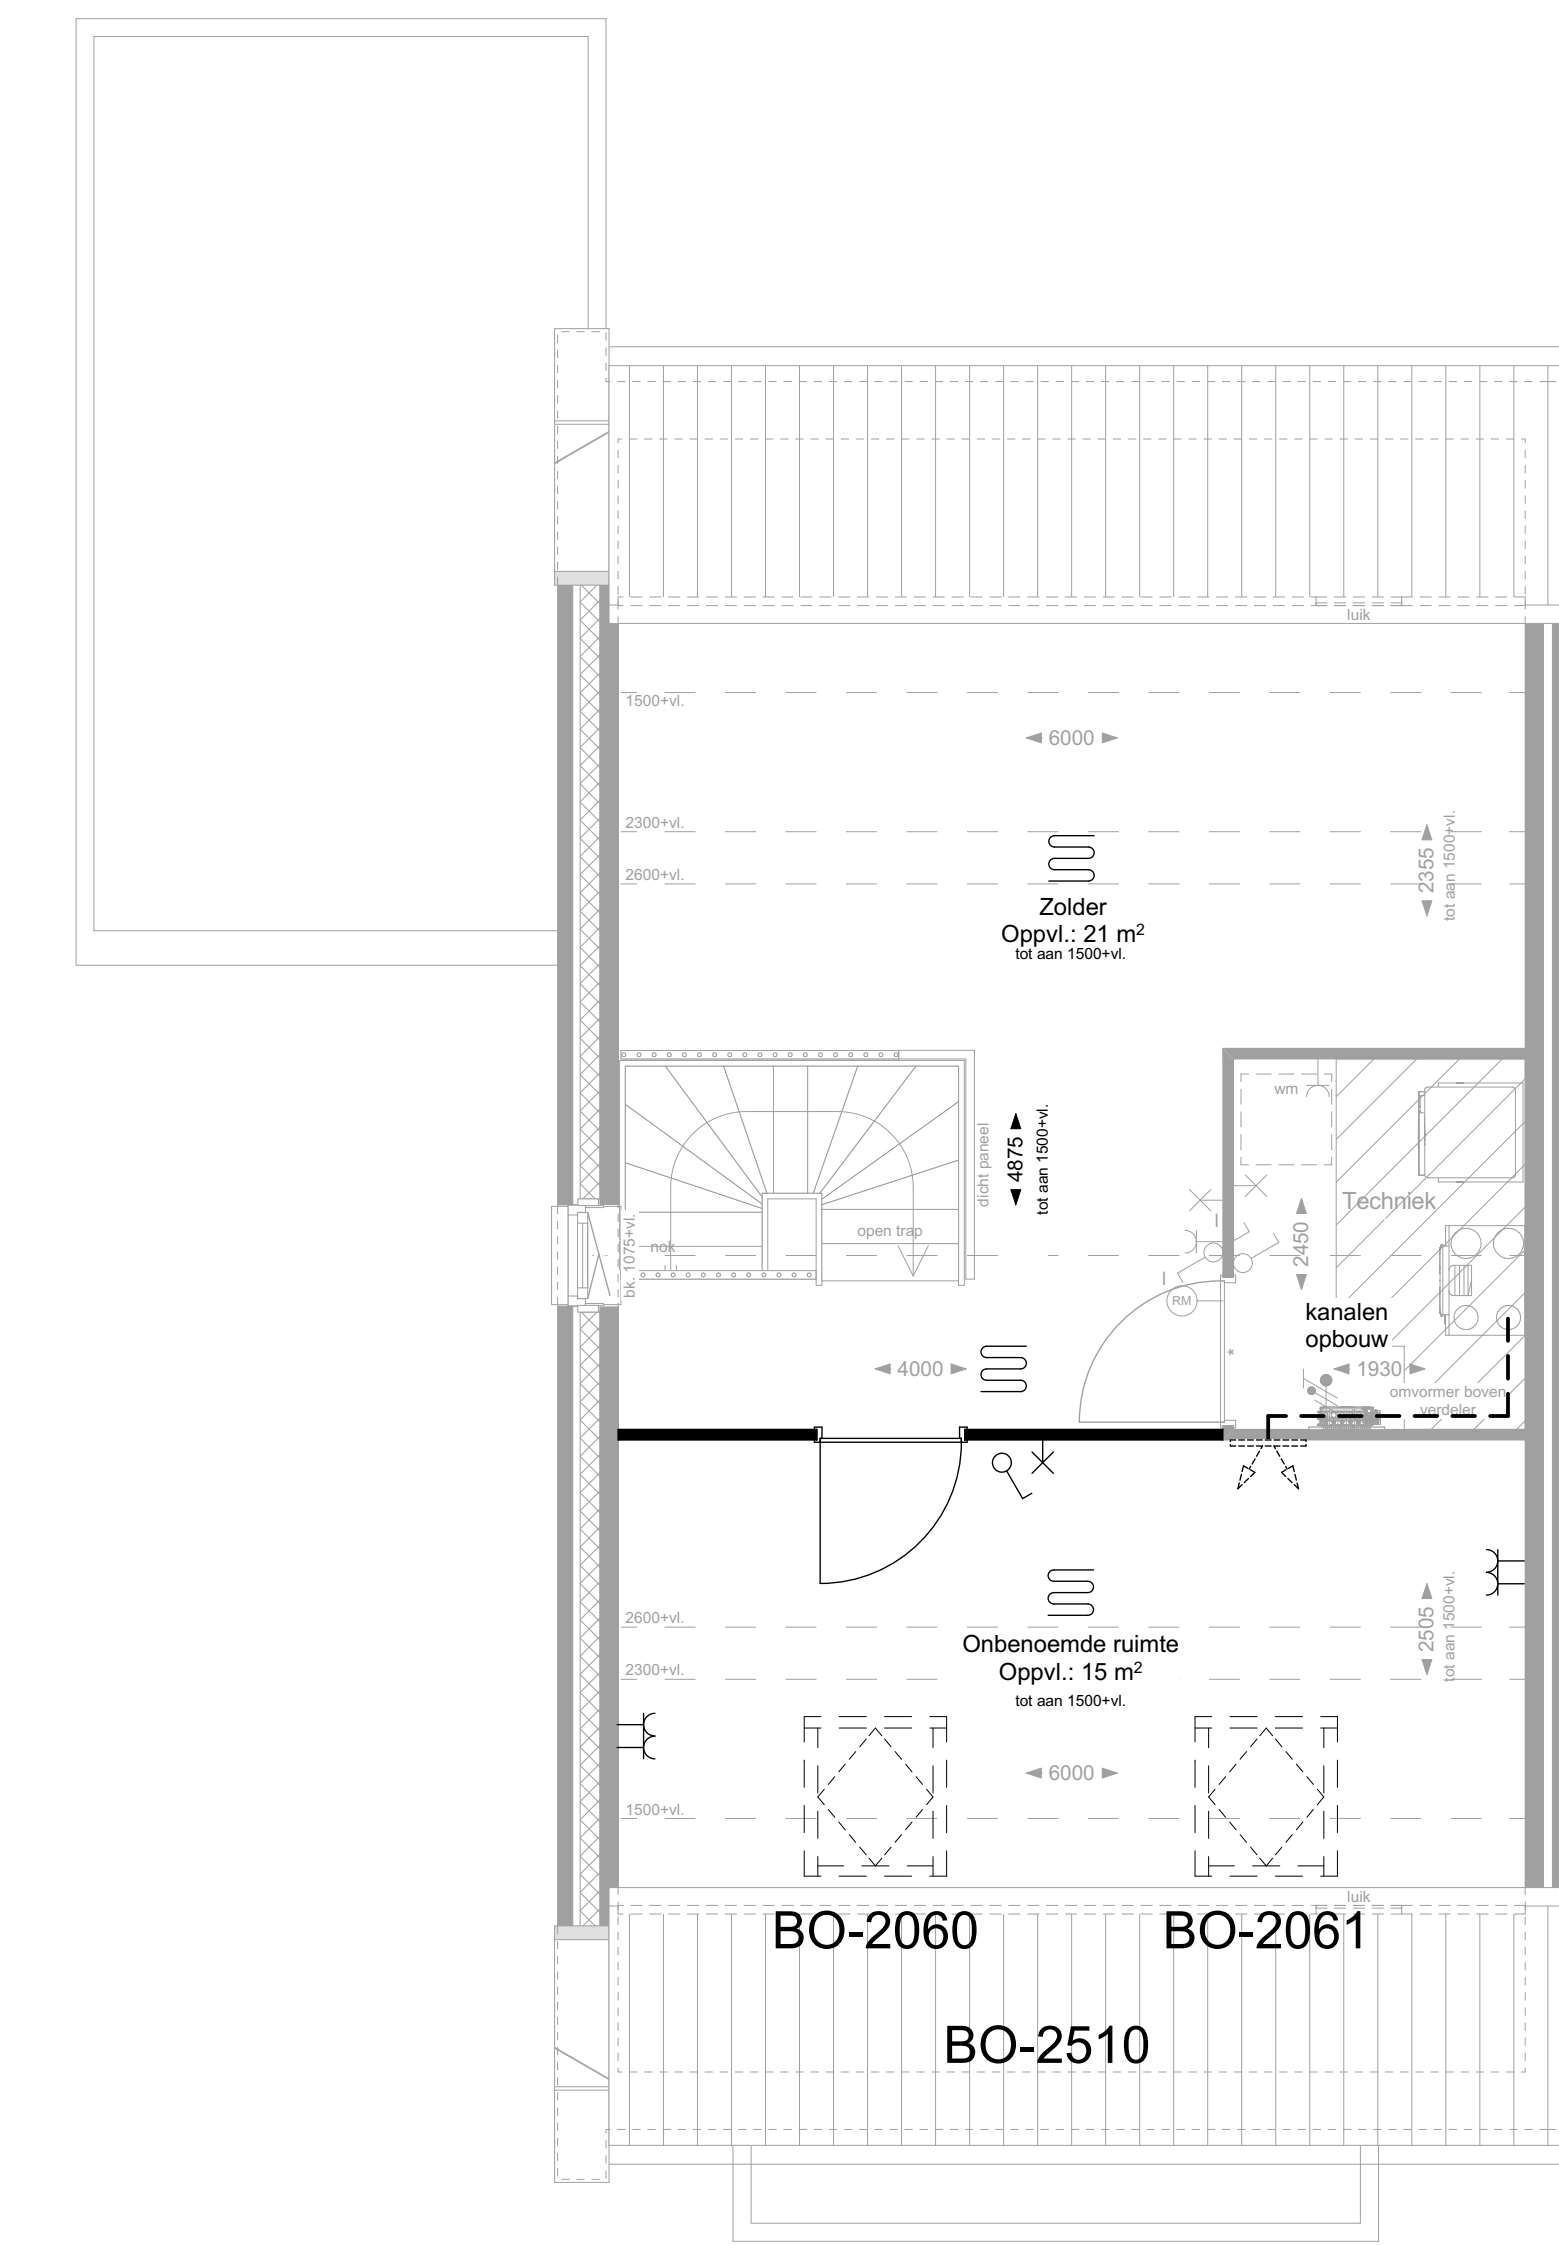 luik
1500+vl.
6000
2300+vl.
2355
tot aan 1500+vl.
2600+vl.
Zolder
Oppvl.: 21 m²
tot aan 1500+vl.
wm
dicht paneel
4875
tot aan 1500+vl.
Techniek
open trap
nok
bk. 1075+vl.
2450
RM
kanalen
opbouw
*
4000
1930
omvormer boven
verdeler
2600+vl.
2505
tot aan 1500+vl.
Onbenoemde ruimte
Oppvl.: 15 m²
tot aan 1500+vl.
2300+vl.
6000
1500+vl.
luik
BO-2060
BO-2061
BO-2510